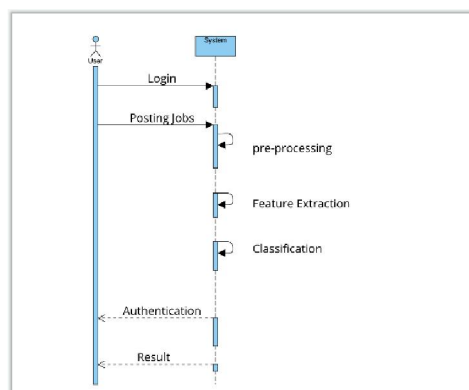 System
User
Login
Posting Jobs
pre-processing
Feature Extraction
Classification
Authentication
Result